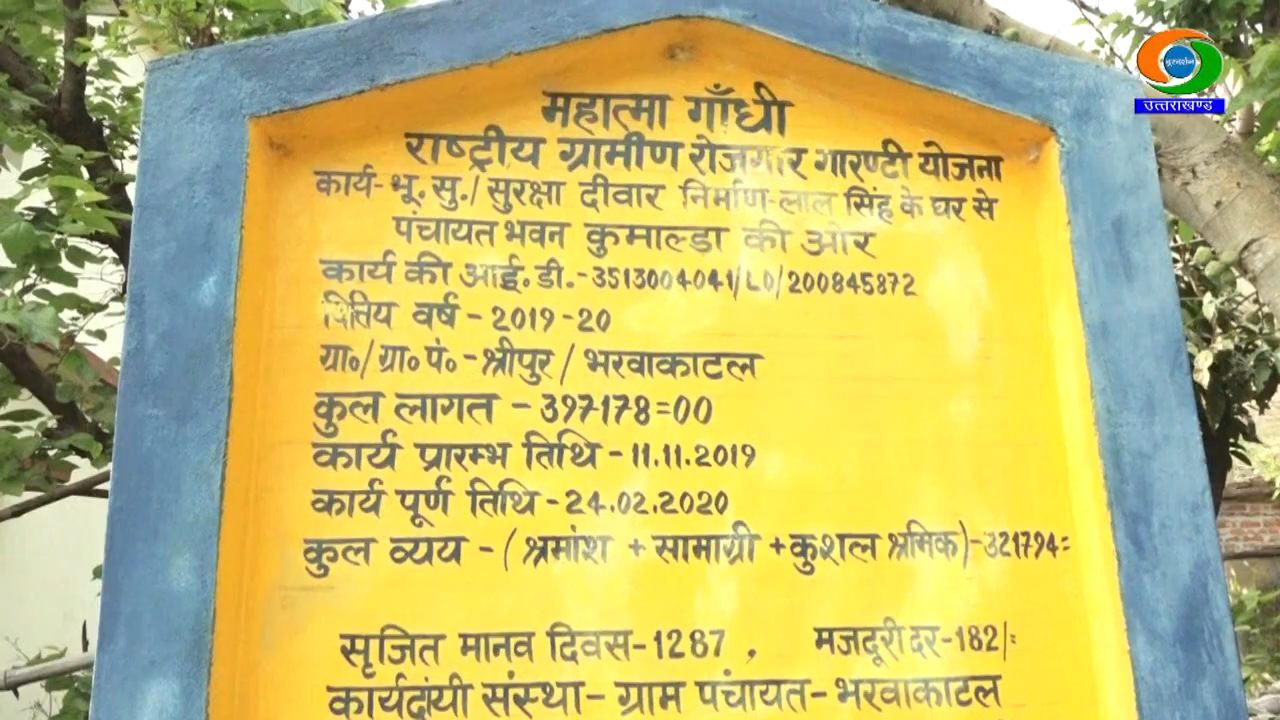 दूरदर्शन
उत्तराखण्ड
महात्मा गाँधी
राष्ट्रीय ग्रामीण रोजगार गारण्टी योजना
कार्य- भू. सु./ सुरक्षा दीवार निर्माण-लाल सिंह के घर से
पंचायत भवन कुमाल्डा की ओर
कार्य की आई. डी. - 3513004041/LD/200845872
वित्तिय वर्ष - 2019-20
ग्रा०/ ग्रा० पं० - श्रीपुर / भरवाकाटल
कुल लागत - 397178=00
कार्य प्रारम्भ तिथि - 11.11.2019
कार्य पूर्ण तिथि - 24.02.2020
कुल व्यय - ( श्रमांश + सामाग्री + कुशल श्रमिक)-321794=
सृजित मानव दिवस-1287 , मजदूरी दर-182/=
कार्यदायी संस्था- ग्राम पंचायत- भरवाकाटल